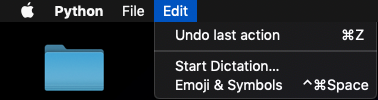 Python File Edit
Undo last action ⌘Z
Start Dictation...
Emoji & Symbols ^⌘Space